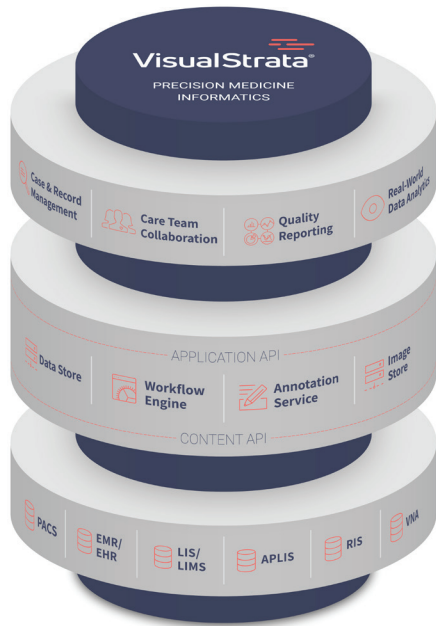 VisualStrata®
PRECISION MEDICINE
INFORMATICS
Case & Record
Management
Care Team
Collaboration
Quality
Reporting
Real-World
Data Analytics
APPLICATION API
Data Store
Workflow
Engine
Annotation
Service
Image
Store
CONTENT API
PACS
EMR/
EHR
LIS/
LIMS
APLIS
RIS
VNA